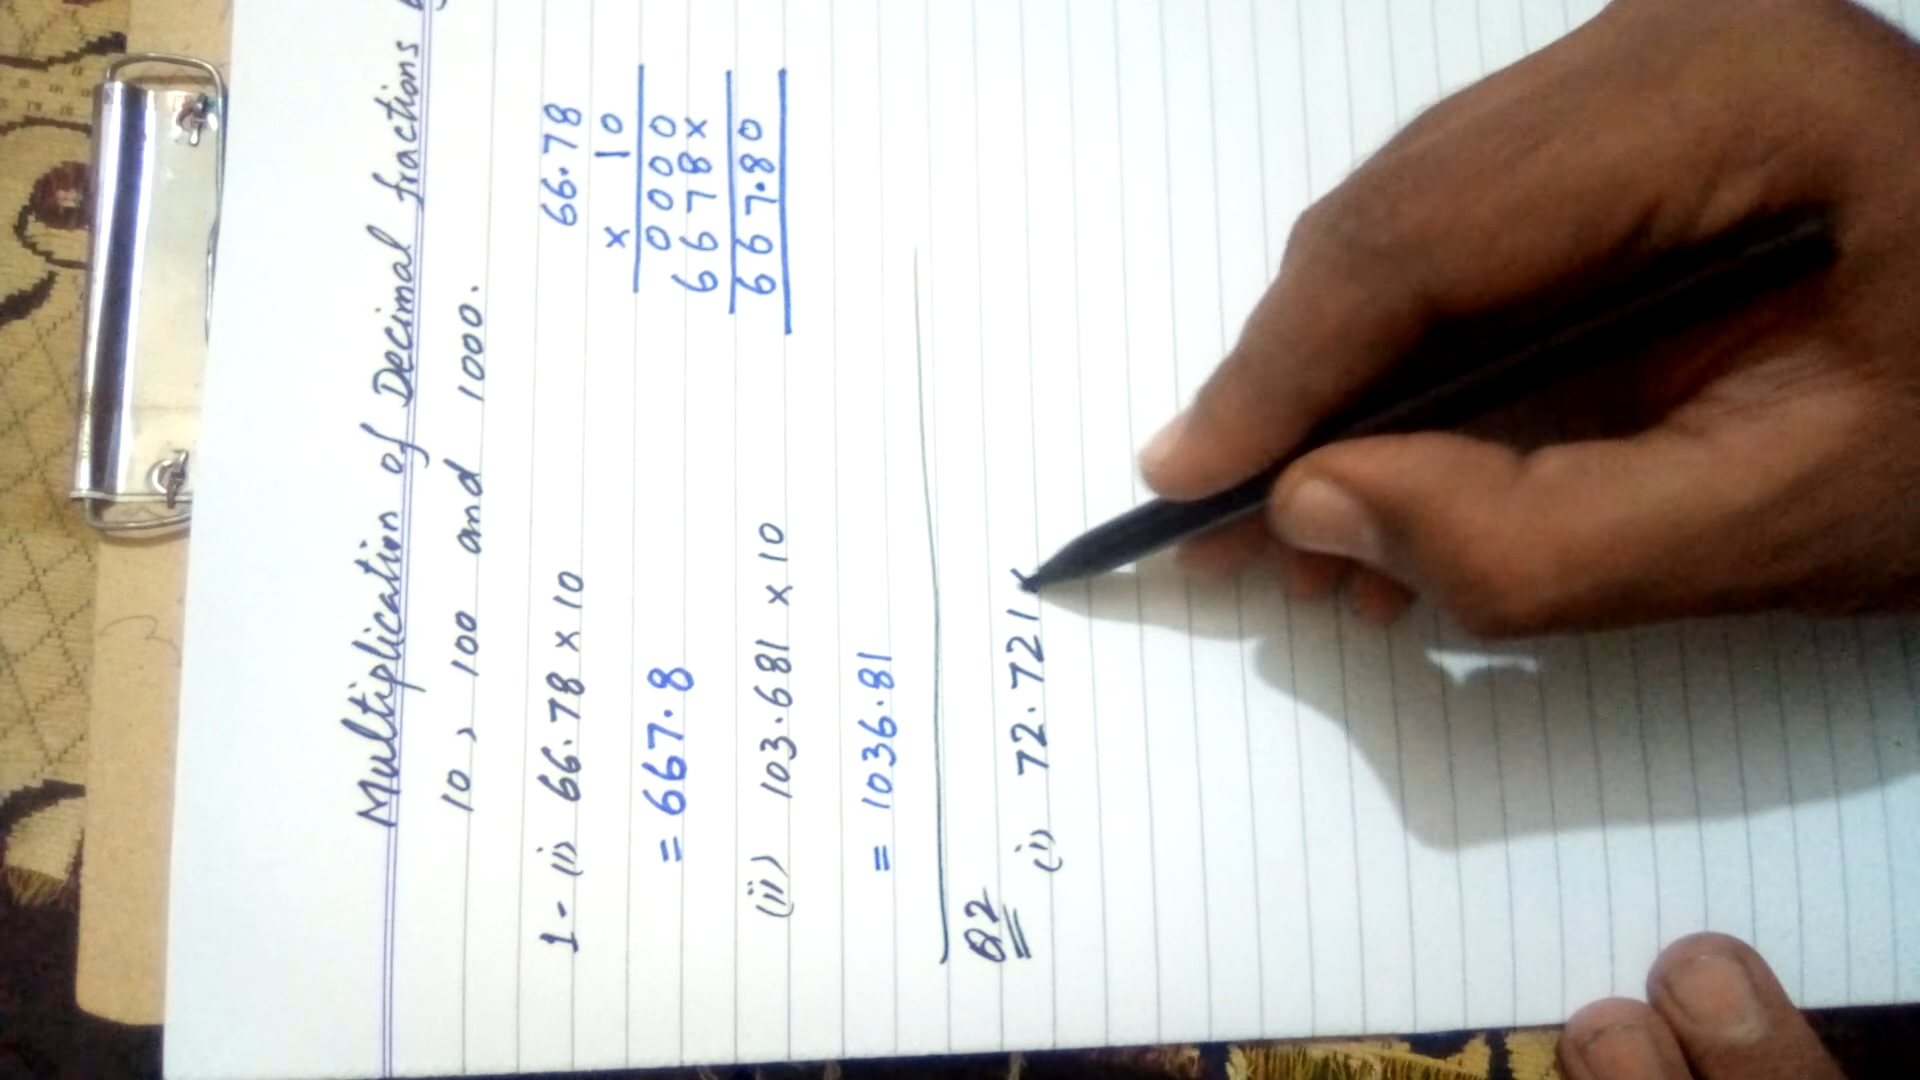 Multiplication of Decimal fractions
10, 100 and 1000.
1- (i) 66.78 × 10
= 667.8
66.78
× 10
0000
6678×
667.80
(ii) 103.681 × 10
= 1036.81
Q2
(i) 72.721